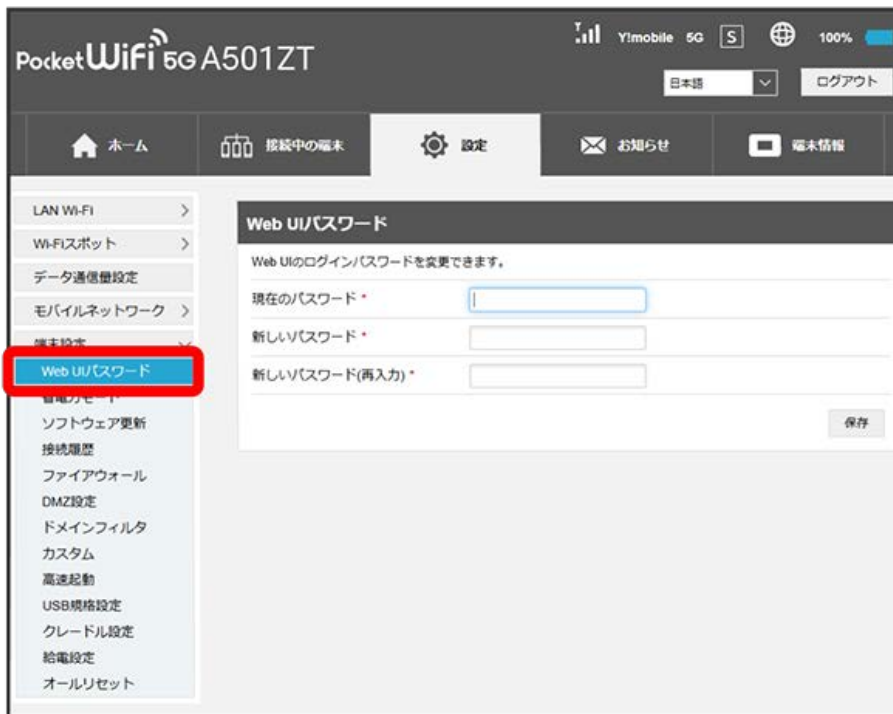 Pocket WiFi 5G A501ZT
Y!mobile 5G S 100%
日本語 ログアウト
ホーム 接続中の端末 設定 お知らせ 端末情報
LAN Wi-Fi
Wi-Fiスポット
データ通信量設定
モバイルネットワーク
端末設定
Web UIパスワード
省電力モード
ソフトウェア更新
接続履歴
ファイアウォール
DMZ設定
ドメインフィルタ
カスタム
高速起動
USB規格設定
クレードル設定
給電設定
オールリセット
Web UIパスワード
Web UIのログインパスワードを変更できます。
現在のパスワード *
新しいパスワード *
新しいパスワード(再入力) *
保存